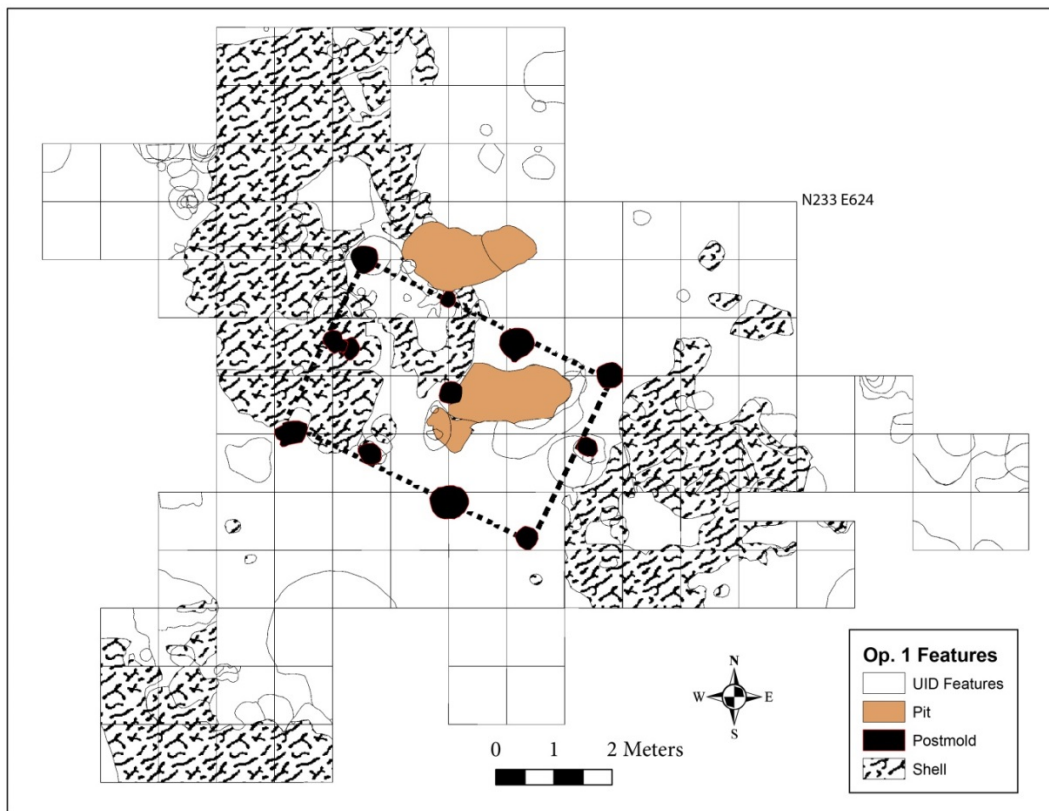 N233 E624
Op. 1 Features
UID Features
Pit
Postmold
Shell
N
W E
S
0 1 2 Meters